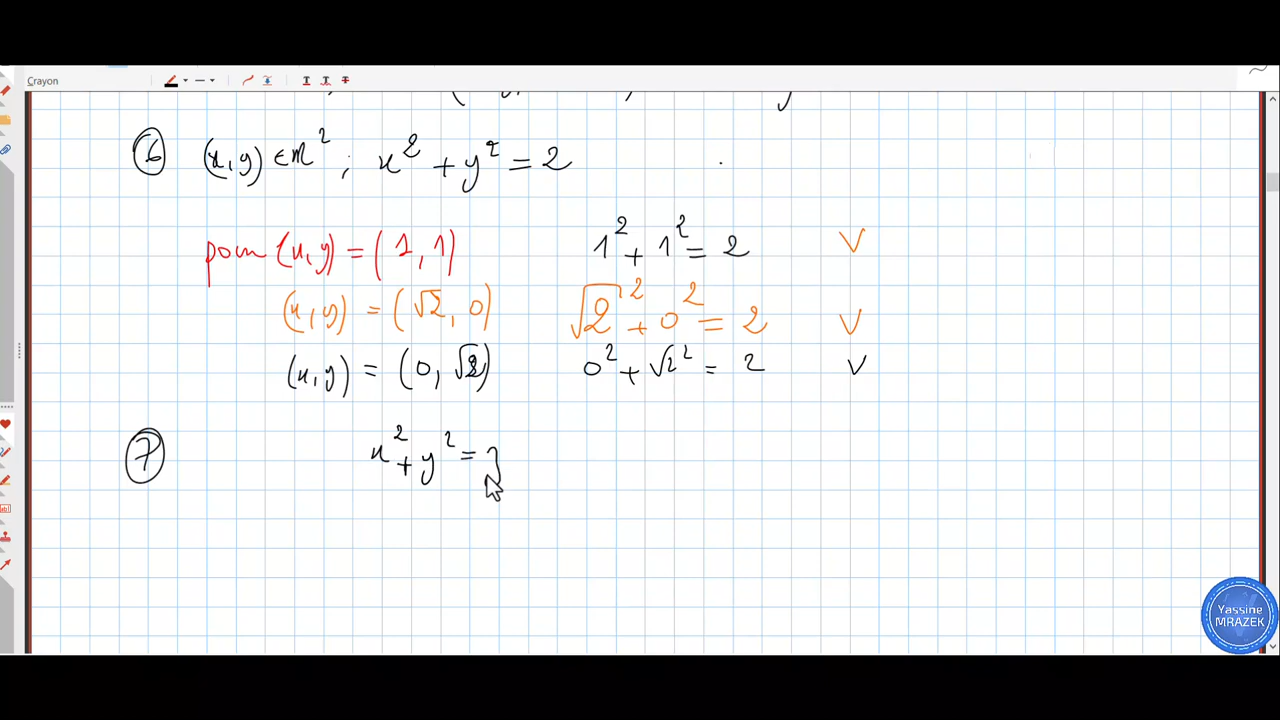 Crayon
⑥ (x,y) ∈ ℝ² ; x² + y² = 2
pour (x,y) = (1,1) 1² + 1² = 2 V
(x,y) = (√2, 0) √2² + 0² = 2 V
(x,y) = (0, √2) 0² + √2² = 2 V
⑦ x² + y² = 3
Yassine
MRAZEK